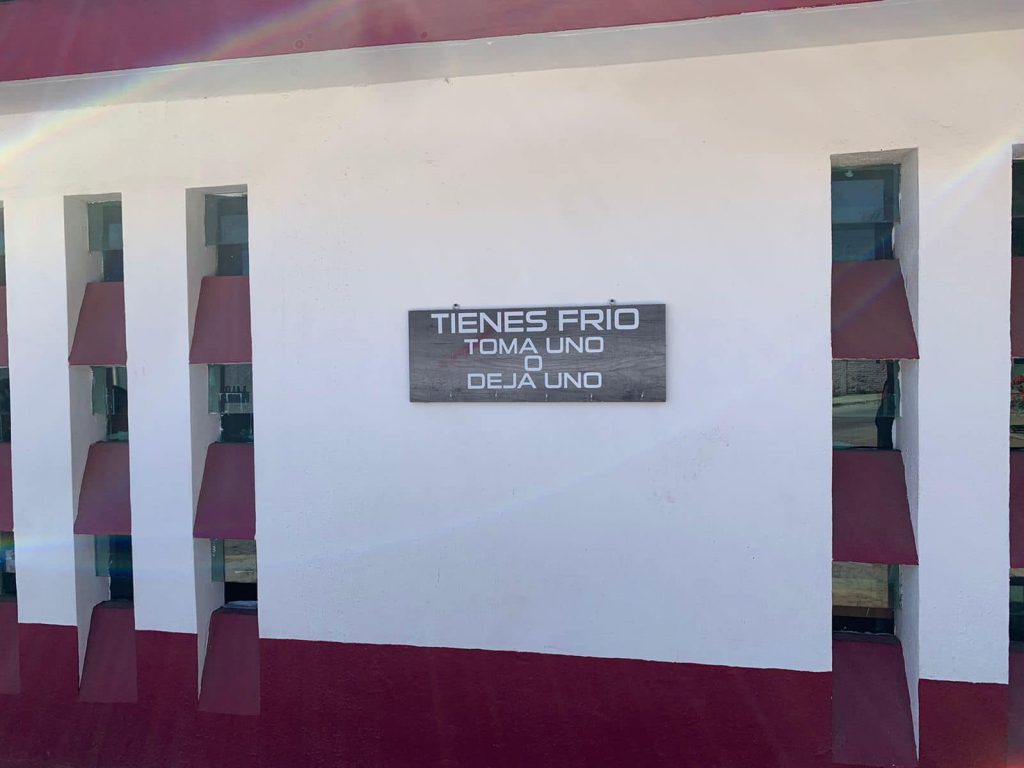 TIENES FRIO
TOMA UNO
O
DEJA UNO